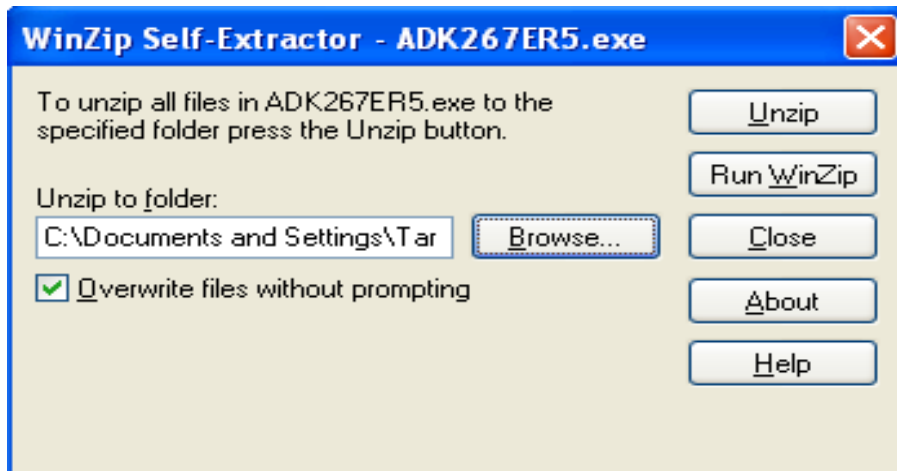 WinZip Self-Extractor - ADK267ER5.exe
To unzip all files in ADK267ER5.exe to the
specified folder press the Unzip button.
Unzip to folder:
C:\Documents and Settings\Tar
Browse...
Overwrite files without prompting
Unzip
Run WinZip
Close
About
Help